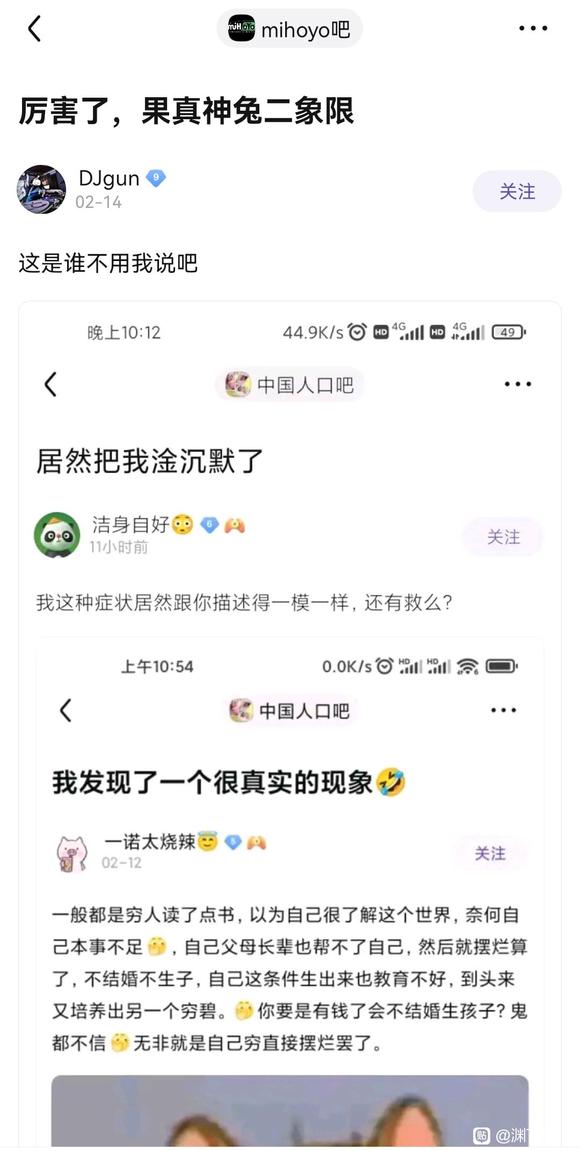 mihoyo吧
厉害了，果真神兔二象限
DJgun 9
02-14
关注
这是谁不用我说吧
晚上10:12
44.9K/s HD 4G HD 4G 49
中国人口吧
居然把我淦沉默了
洁身自好😳 6
11小时前
关注
我这种症状居然跟你描述得一模一样，还有救么？
上午10:54
0.0K/s HD HD
中国人口吧
我发现了一个很真实的现象🤣
一诺太烧辣😇 5
02-12
关注
一般都是穷人读了点书，以为自己很了解这个世界，奈何自
己本事不足🤭，自己父母长辈也帮不了自己，然后就摆烂算
了，不结婚不生子，自己这条件生出来也教育不好，到头来
又培养出另一个穷碧。🤭你要是有钱了会不结婚生孩子？鬼
都不信🤭无非就是自己穷直接摆烂罢了。
贴 @渊